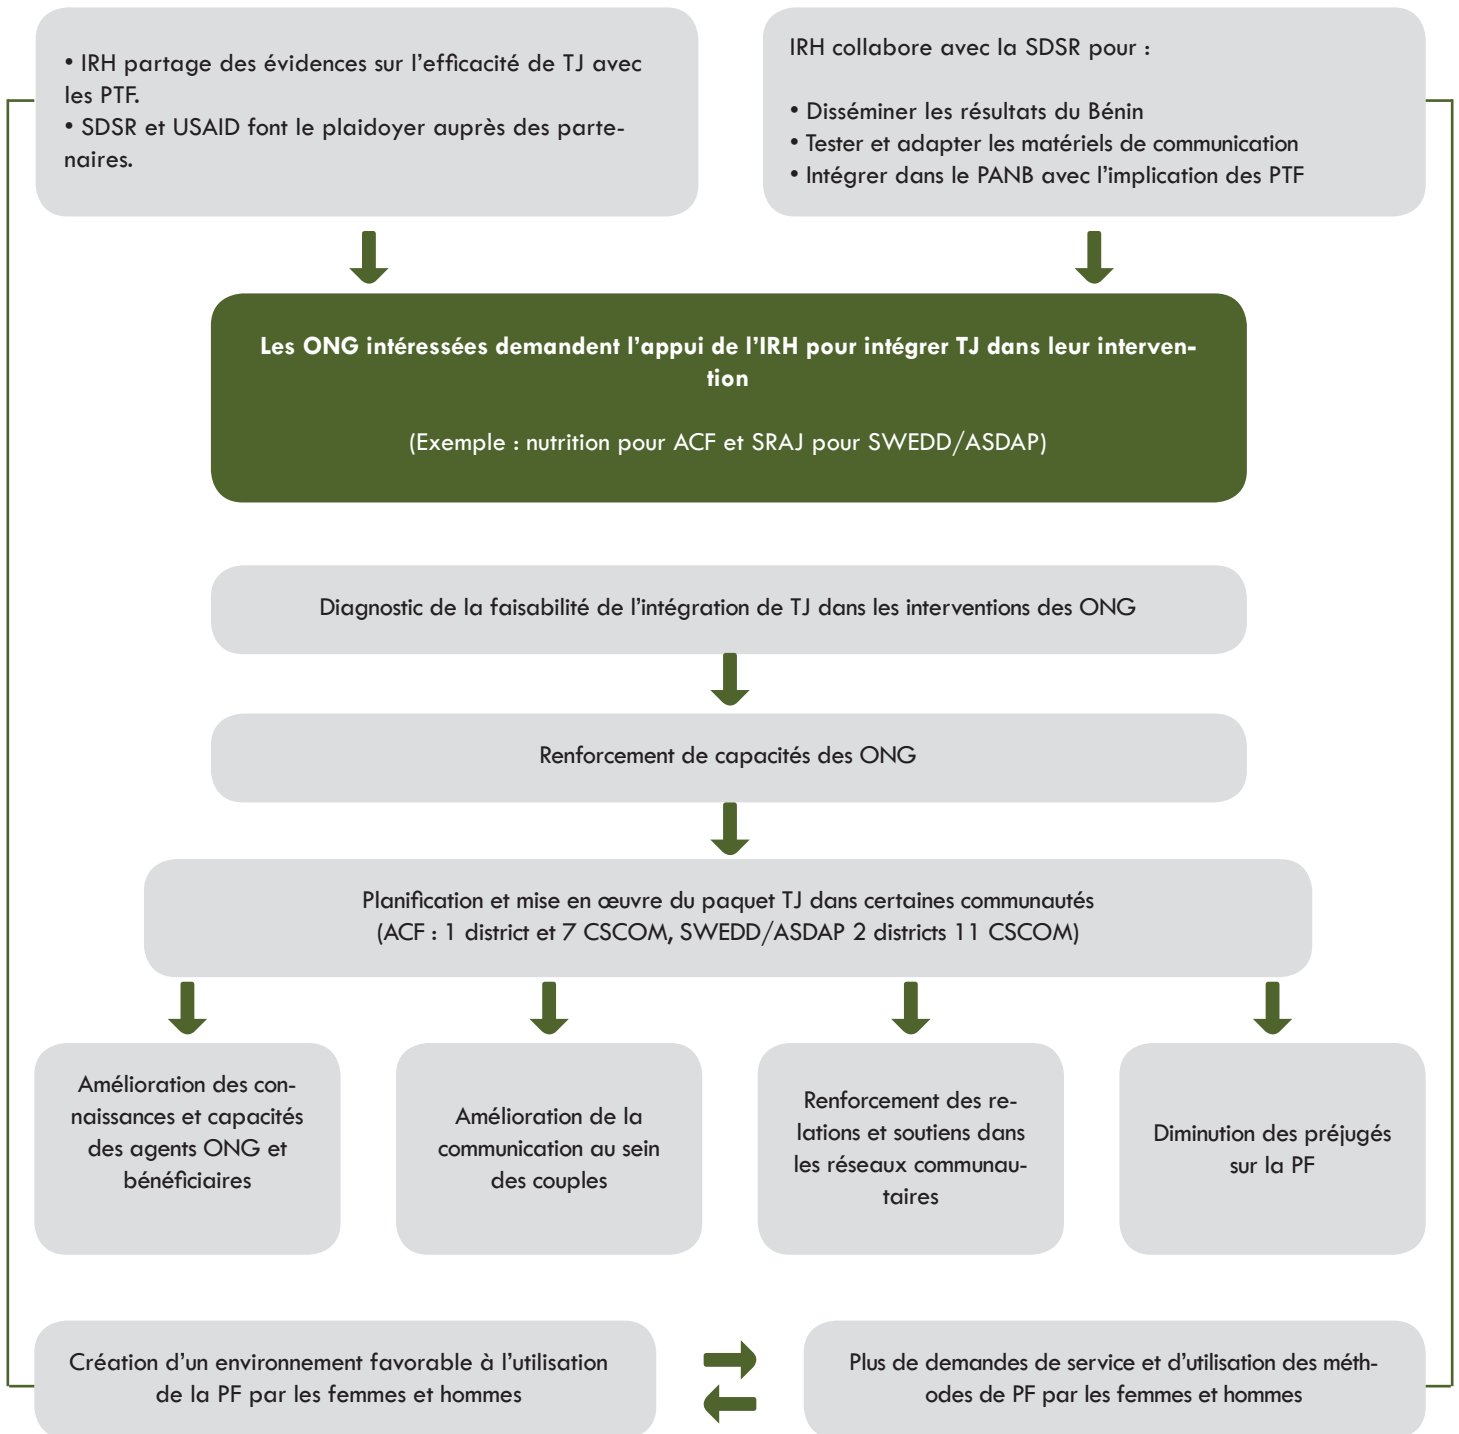 • IRH partage des évidences sur l'efficacité de TJ avec
les PTF.
• SDSR et USAID font le plaidoyer auprès des parte-
naires.
IRH collabore avec la SDSR pour :
• Disséminer les résultats du Bénin
• Tester et adapter les matériels de communication
• Intégrer dans le PANB avec l'implication des PTF
Les ONG intéressées demandent l'appui de l'IRH pour intégrer TJ dans leur interven-
tion
(Exemple : nutrition pour ACF et SRAJ pour SWEDD/ASDAP)
Diagnostic de la faisabilité de l'intégration de TJ dans les interventions des ONG
Renforcement de capacités des ONG
Planification et mise en œuvre du paquet TJ dans certaines communautés
(ACF : 1 district et 7 CSCOM, SWEDD/ASDAP 2 districts 11 CSCOM)
Amélioration des con-
naissances et capacités
des agents ONG et
bénéficiaires
Amélioration de la
communication au sein
des couples
Renforcement des re-
lations et soutiens dans
les réseaux communau-
taires
Diminution des préjugés
sur la PF
Création d'un environnement favorable à l'utilisation
de la PF par les femmes et hommes
Plus de demandes de service et d'utilisation des méth-
odes de PF par les femmes et hommes